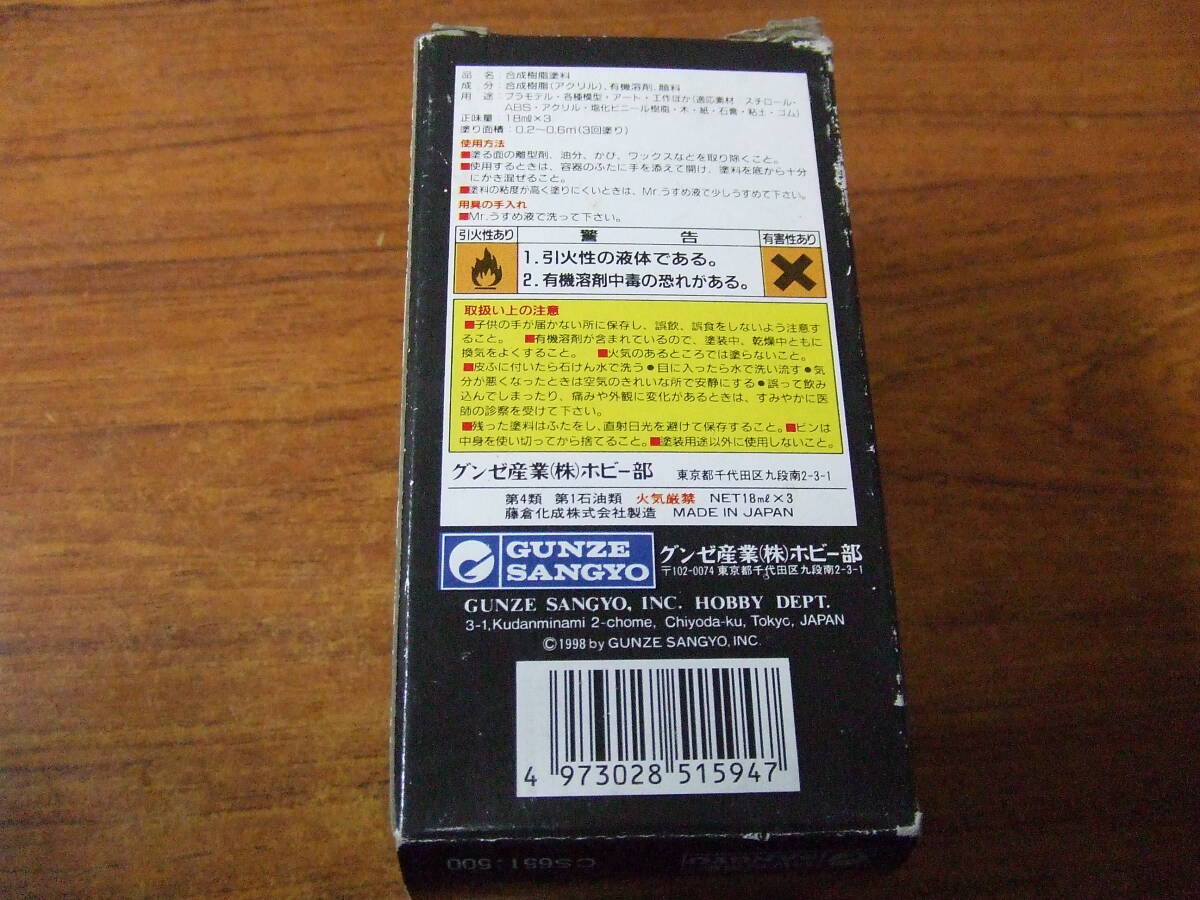 品　名：合成樹脂塗料
成　分：合成樹脂(アクリル)、有機溶剤、顔料
用　途：プラモデル・各種模型・アート・工作ほか(適応素材　スチロール・
ABS・アクリル・塩化ビニール樹脂・木・紙・石膏・粘土・ゴム)
正味量：18ml×3
塗り面積：0.2～0.6㎡(3回塗り)
使用方法
■塗る面の離型剤、油分、かび、ワックスなどを取り除くこと。
■使用するときは、容器のふたに手を添えて開け、塗料を底から十分
にかき混ぜること。
■塗料の粘度が高く塗りにくいときは、Mr.うすめ液で少しうすめて下さい。
用具の手入れ
■Mr.うすめ液で洗って下さい。
引火性あり　警　告　有害性あり
1.引火性の液体である。
2.有機溶剤中毒の恐れがある。
取扱い上の注意
■子供の手が届かない所に保存し、誤飲、誤食をしないよう注意す
ること。　■有機溶剤が含まれているので、塗装中、乾燥中ともに
換気をよくすること。　■火気のあるところでは塗らないこと。
■皮ふに付いたら石けん水で洗う●目に入ったら水で洗い流す●気
分が悪くなったときは空気のきれいな所で安静にする●誤って飲み
込んでしまったり、痛みや外観に変化があるときは、すみやかに医
師の診察を受けて下さい。
■残った塗料はふたをし、直射日光を避けて保存すること。■ビンは
中身を使い切ってから捨てること。■塗装用途以外に使用しないこと。
グンゼ産業(株)ホビー部　東京都千代田区九段南2-3-1
第4類　第1石油類　火気厳禁　NET18ml×3
藤倉化成株式会社製造　MADE IN JAPAN
GUNZE
SANGYO
グンゼ産業(株)ホビー部
〒102-0074 東京都千代田区九段南2-3-1
GUNZE SANGYO, INC. HOBBY DEPT.
3-1,Kudanminami 2-chome, Chiyoda-ku, Tokyo, JAPAN
©1998 by GUNZE SANGYO, INC.
4 973028 515947
CS651:500